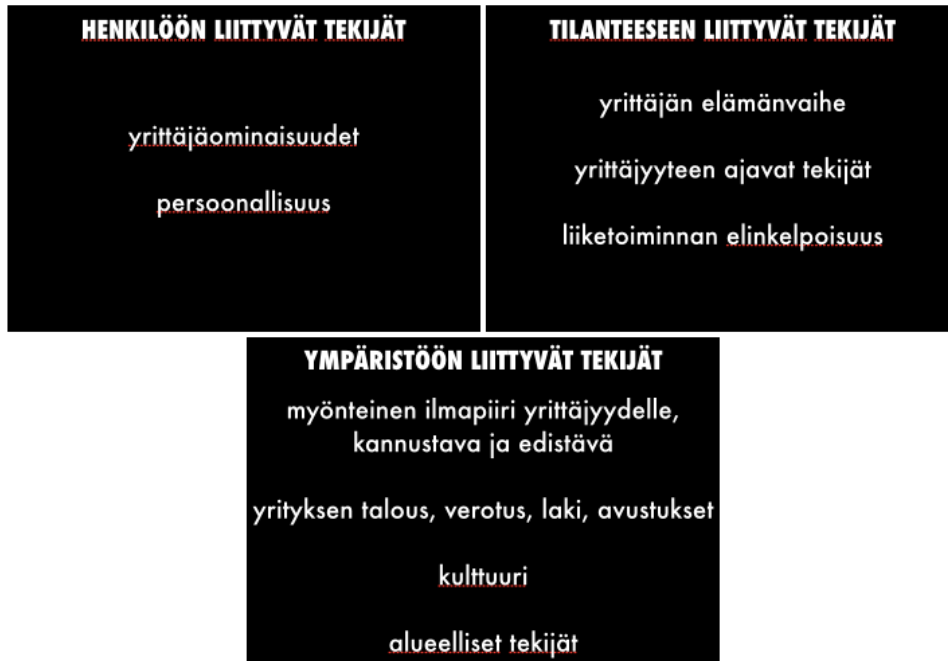 HENKILÖÖN LIITTYVÄT TEKIJÄT
yrittäjäominaisuudet
persoonallisuus
TILANTEESEEN LIITTYVÄT TEKIJÄT
yrittäjän elämänvaihe
yrittäjyyteen ajavat tekijät
liiketoiminnan elinkelpoisuus
YMPÄRISTÖÖN LIITTYVÄT TEKIJÄT
myönteinen ilmapiiri yrittäjyydelle,
kannustava ja edistävä
yrityksen talous, verotus, laki, avustukset
kulttuuri
alueelliset tekijät